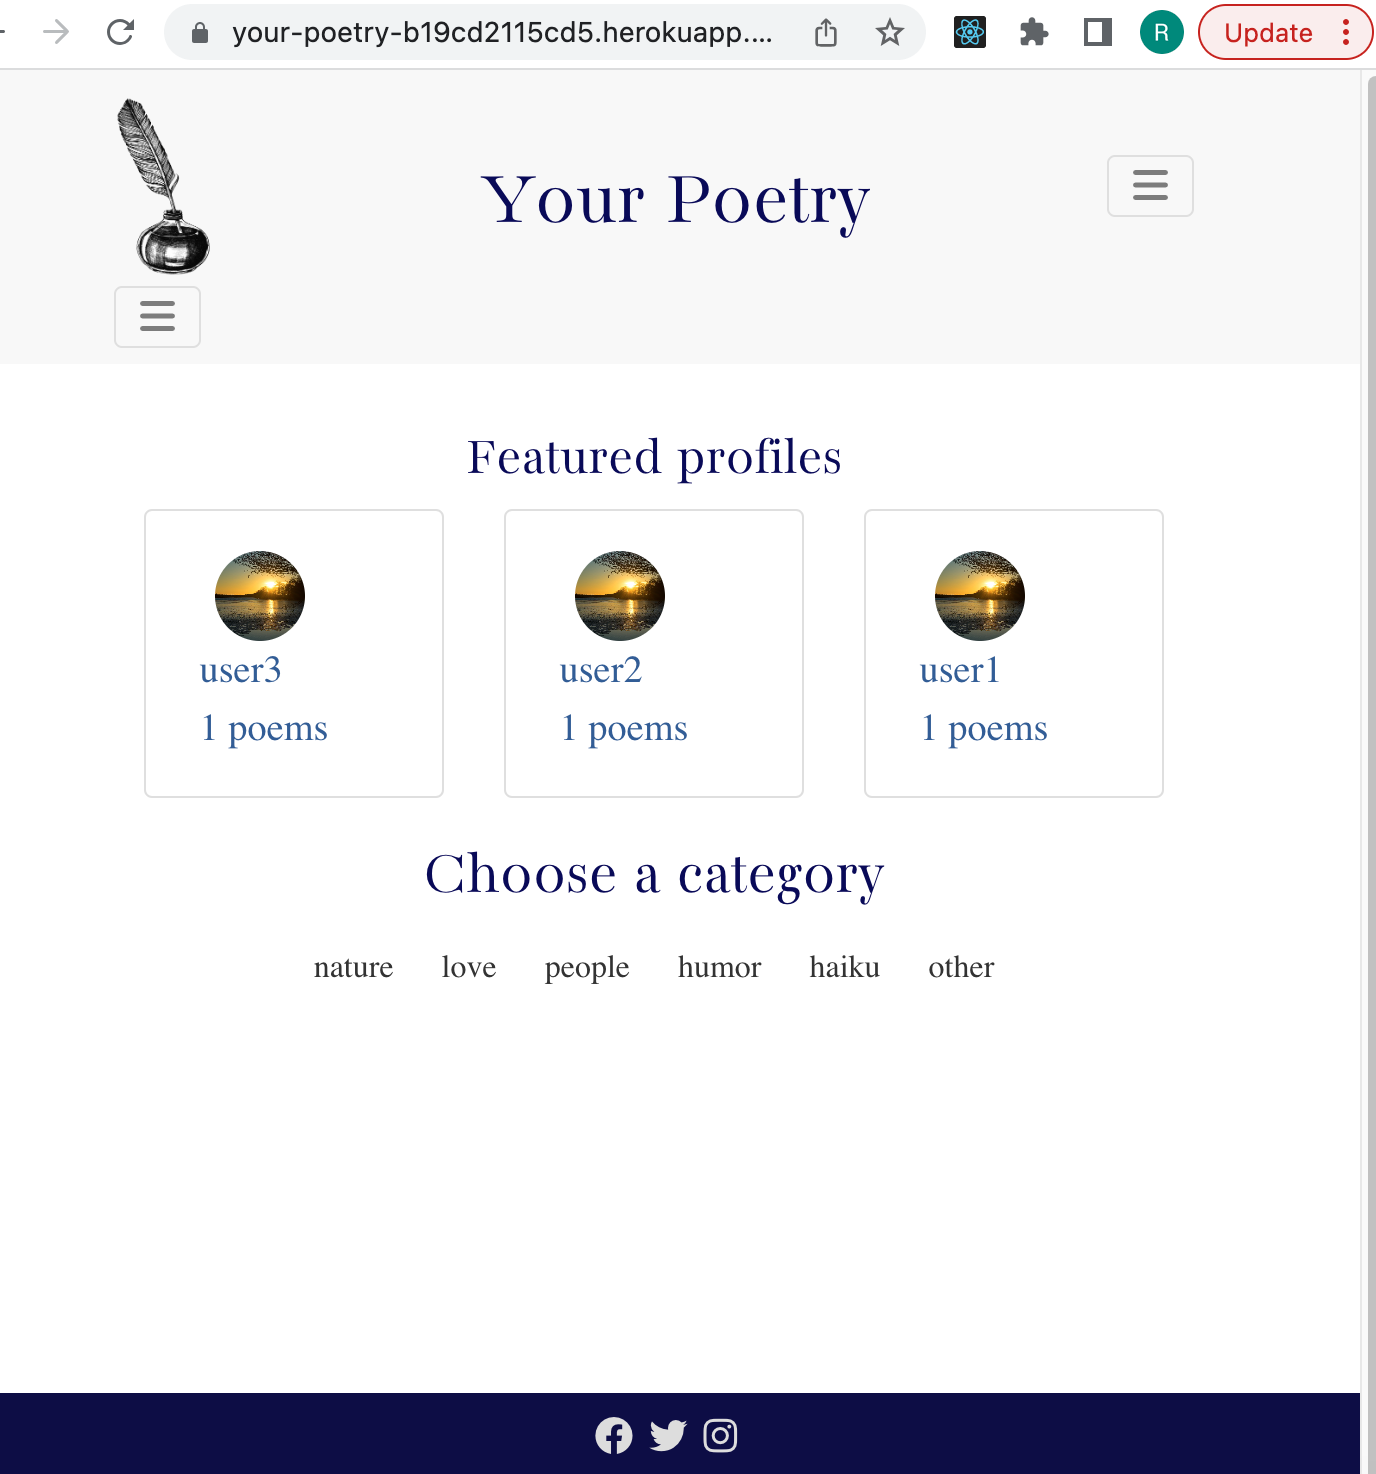 your-poetry-b19cd2115cd5.herokuapp.... R Update
Your Poetry
Featured profiles
user3 user2 user1
1 poems 1 poems 1 poems
Choose a category
nature love people humor haiku other